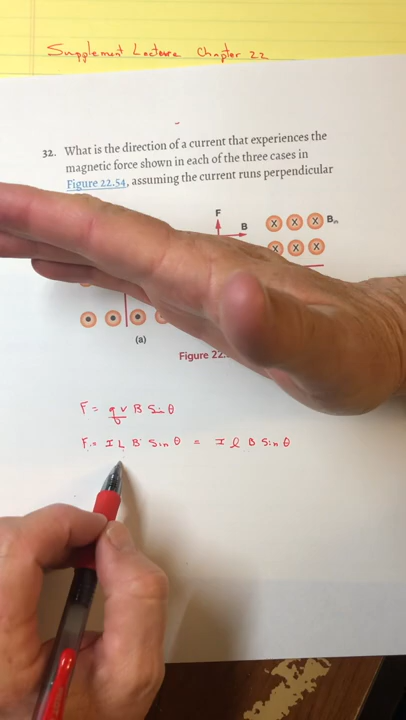 Supplement Lecture Chapter 22
32. What is the direction of a current that experiences the
magnetic force shown in each of the three cases in
Figure 22.54, assuming the current runs perpendicular
F
B
X X X Bin
X X X
(a)
Figure 22.
F = q v B Sin θ
F = I L B Sin θ = I l B Sin θ